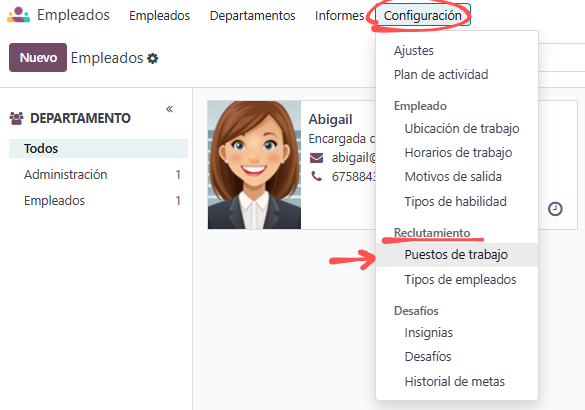 Empleados Empleados Departamentos Informes Configuración
Nuevo Empleados
DEPARTAMENTO
Todos
Administración 1
Empleados 1
Abigail
Encargada
abigail@
6758843
Ajustes
Plan de actividad
Empleado
Ubicación de trabajo
Horarios de trabajo
Motivos de salida
Tipos de habilidad
Reclutamiento
Puestos de trabajo
Tipos de empleados
Desafíos
Insignias
Desafíos
Historial de metas